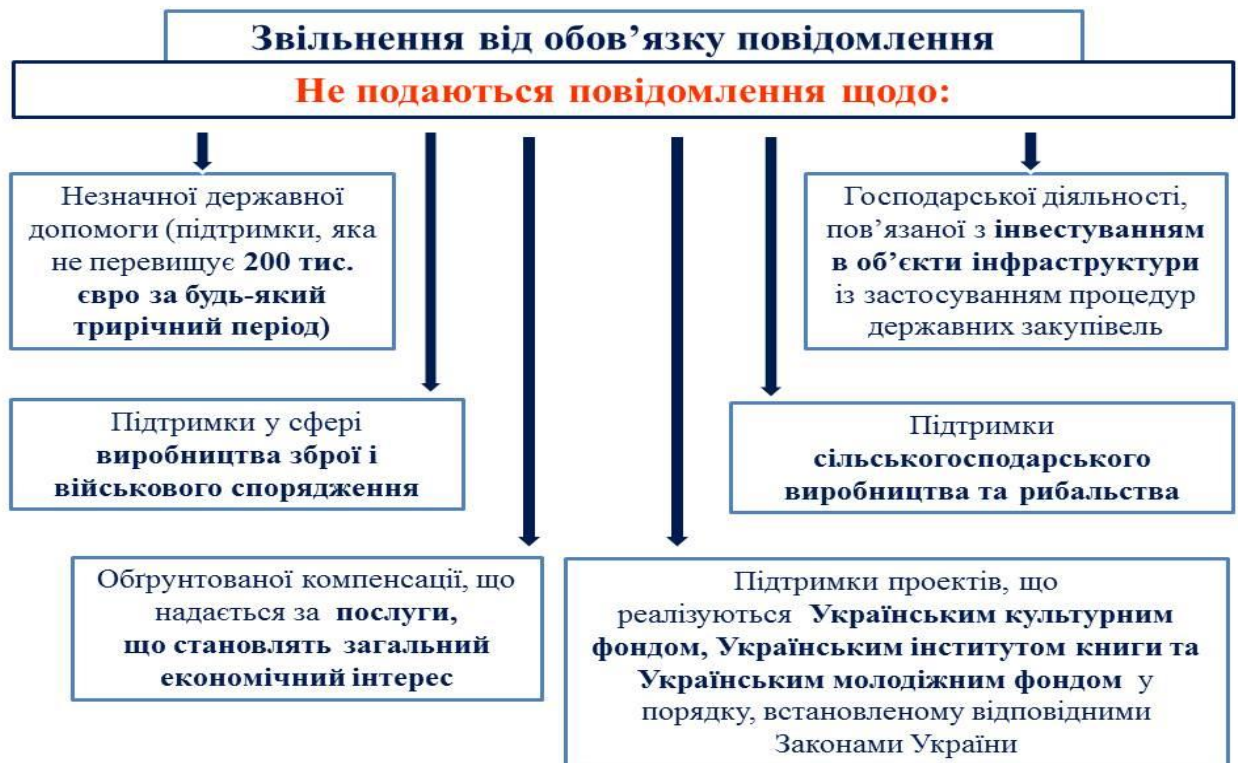 Звільнення від обов’язку повідомлення
Не подаються повідомлення щодо:
Незначної державної
допомоги (підтримки, яка
не перевищує 200 тис.
євро за будь-який
трирічний період)
Господарської діяльності,
пов’язаної з інвестуванням
в об’єкти інфраструктури
із застосуванням процедур
державних закупівель
Підтримки у сфері
виробництва зброї і
військового спорядження
Підтримки
сільськогосподарського
виробництва та рибальства
Обґрунтованої компенсації, що
надається за послуги,
що становлять загальний
економічний інтерес
Підтримки проектів, що
реалізуються Українським культурним
фондом, Українським інститутом книги та
Українським молодіжним фондом у
порядку, встановленому відповідними
Законами України